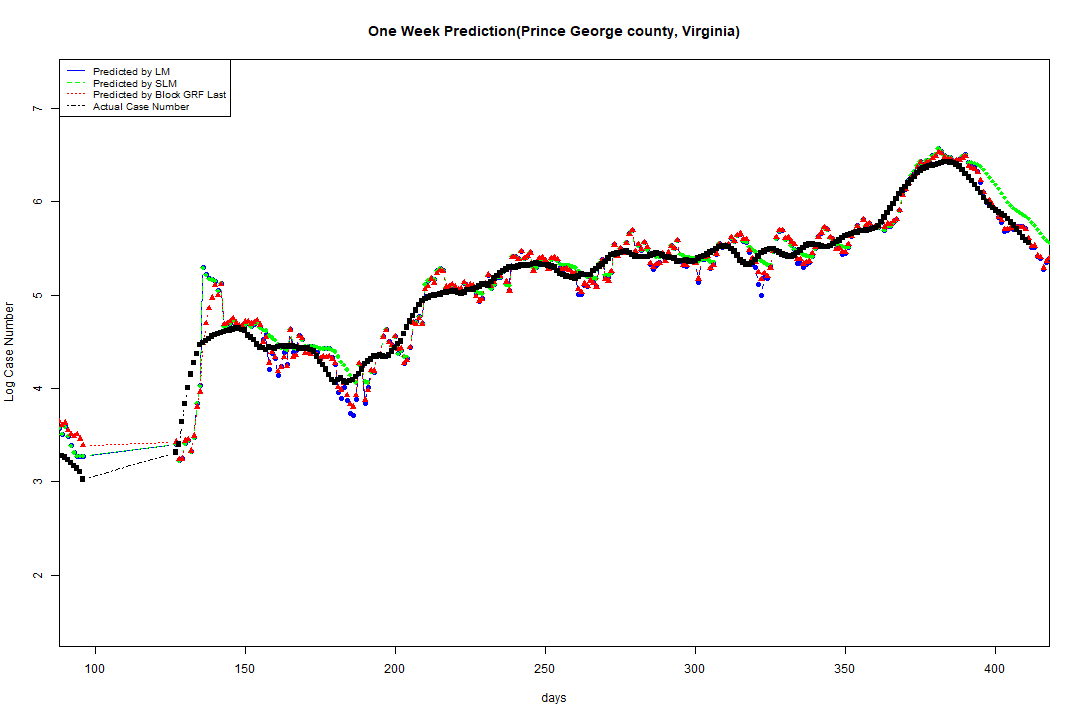 One Week Prediction(Prince George county, Virginia)
Predicted by LM
Predicted by SLM
Predicted by Block GRF Last
Actual Case Number
Log Case Number
7
6
5
4
3
2
100 150 200 250 300 350 400
days